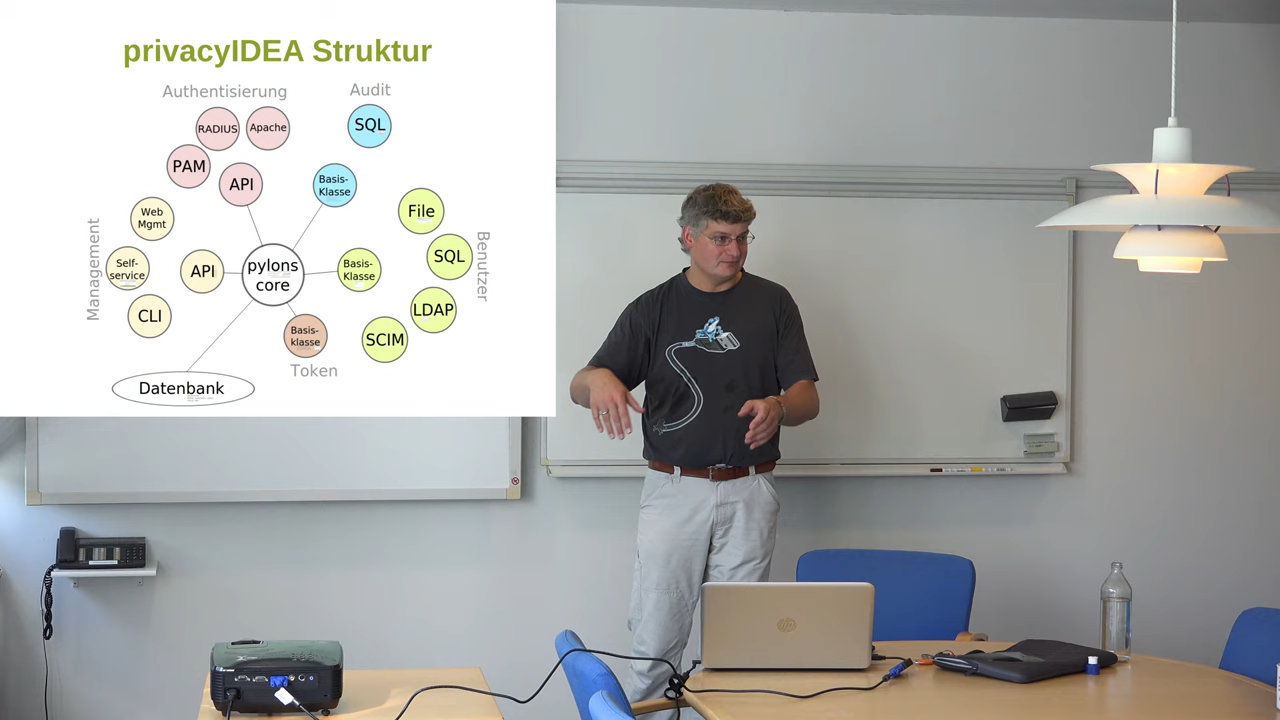 privacyIDEA Struktur
Authentisierung
Audit
RADIUS
Apache
SQL
PAM
API
Basis-
Klasse
File
Web
Mgmt
Management
Self-
service
API
pylons
core
Basis-
Klasse
SQL
Benutzer
CLI
Basis-
klasse
LDAP
SCIM
Token
Datenbank
hp